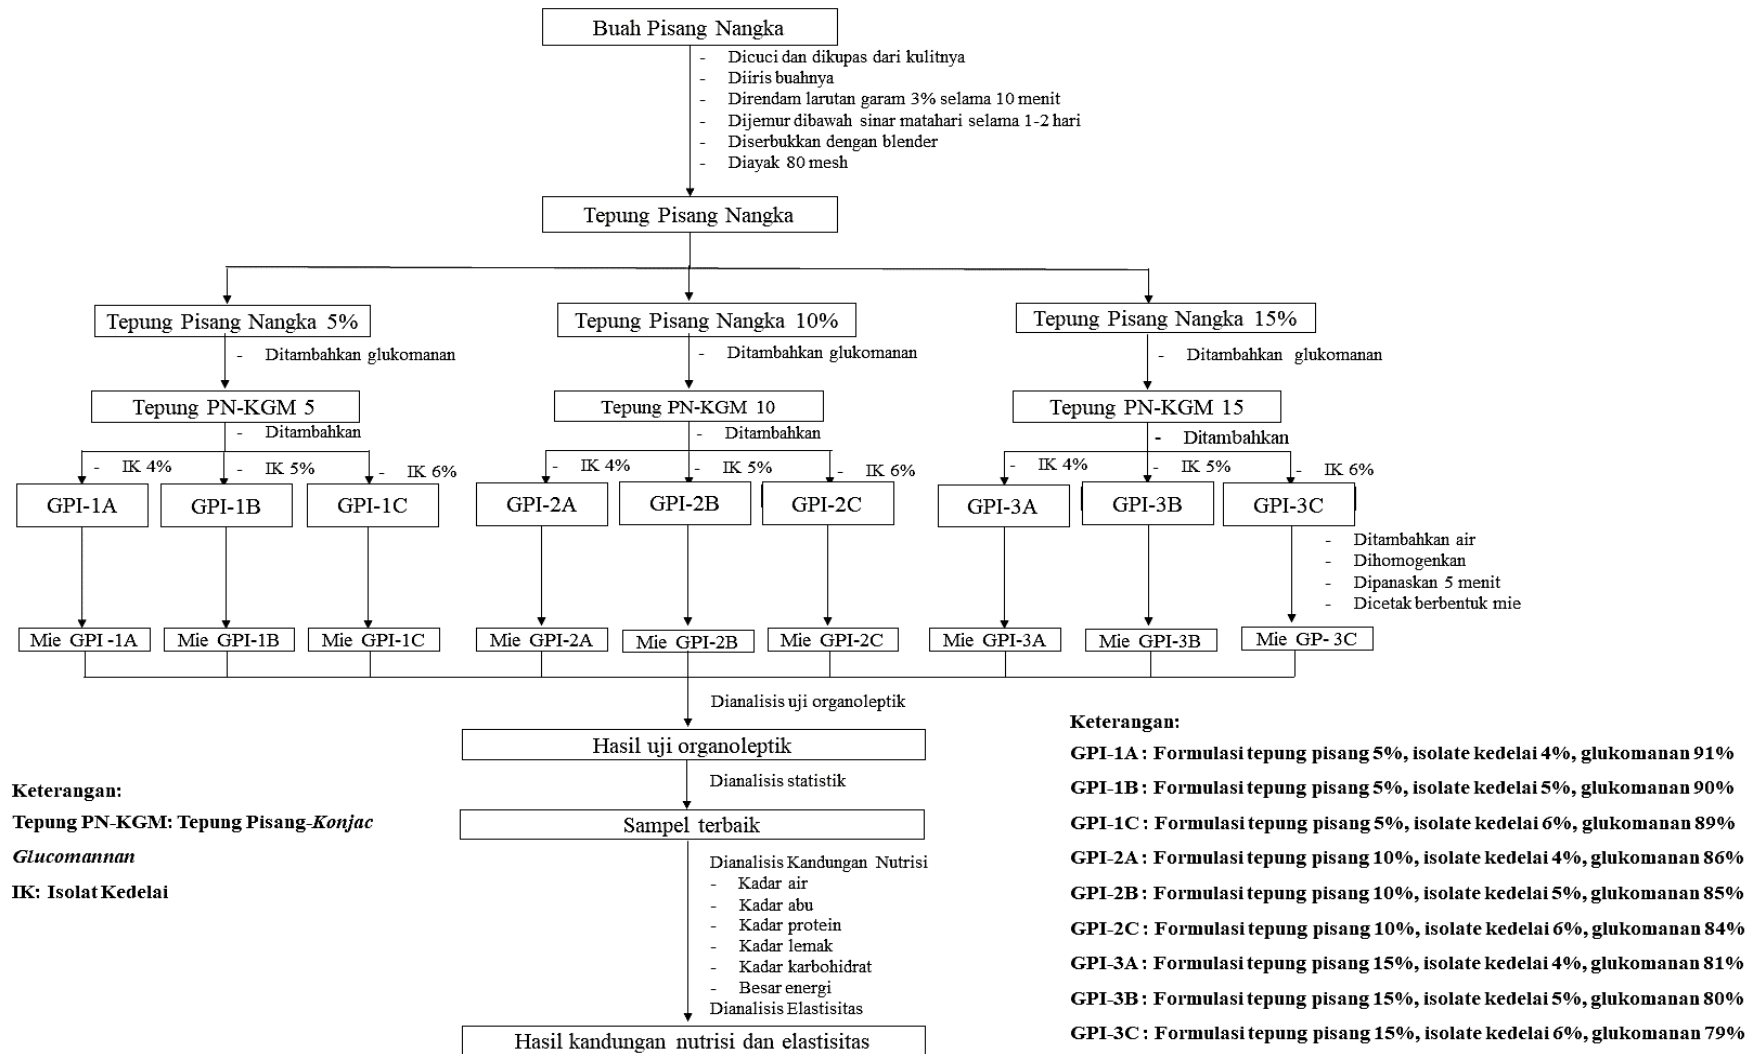 Buah Pisang Nangka
- Dicuci dan dikupas dari kulitnya
- Diiris buahnya
- Direndam larutan garam 3% selama 10 menit
- Dijemur dibawah sinar matahari selama 1-2 hari
- Diserbukkan dengan blender
- Diayak 80 mesh
Tepung Pisang Nangka
Tepung Pisang Nangka 5%
Tepung Pisang Nangka 10%
Tepung Pisang Nangka 15%
- Ditambahkan glukomanan
- Ditambahkan glukomanan
- Ditambahkan glukomanan
Tepung PN-KGM 5
Tepung PN-KGM 10
Tepung PN-KGM 15
- Ditambahkan
- Ditambahkan
- Ditambahkan
- IK 4%
- IK 5%
- IK 6%
- IK 4%
- IK 5%
- IK 6%
- IK 4%
- IK 5%
- IK 6%
GPI-1A
GPI-1B
GPI-1C
GPI-2A
GPI-2B
GPI-2C
GPI-3A
GPI-3B
GPI-3C
- Ditambahkan air
- Dihomogenkan
- Dipanaskan 5 menit
- Dicetak berbentuk mie
Mie GPI -1A
Mie GPI-1B
Mie GPI-1C
Mie GPI-2A
Mie GPI-2B
Mie GPI-2C
Mie GPI-3A
Mie GPI-3B
Mie GP- 3C
Dianalisis uji organoleptik
Hasil uji organoleptik
Dianalisis statistik
Sampel terbaik
Dianalisis Kandungan Nutrisi
- Kadar air
- Kadar abu
- Kadar protein
- Kadar lemak
- Kadar karbohidrat
- Besar energi
Dianalisis Elastisitas
Hasil kandungan nutrisi dan elastisitas
Keterangan:
Tepung PN-KGM: Tepung Pisang-Konjac
Glucomannan
IK: Isolat Kedelai
Keterangan:
GPI-1A : Formulasi tepung pisang 5%, isolate kedelai 4%, glukomanan 91%
GPI-1B : Formulasi tepung pisang 5%, isolate kedelai 5%, glukomanan 90%
GPI-1C : Formulasi tepung pisang 5%, isolate kedelai 6%, glukomanan 89%
GPI-2A : Formulasi tepung pisang 10%, isolate kedelai 4%, glukomanan 86%
GPI-2B : Formulasi tepung pisang 10%, isolate kedelai 5%, glukomanan 85%
GPI-2C : Formulasi tepung pisang 10%, isolate kedelai 6%, glukomanan 84%
GPI-3A : Formulasi tepung pisang 15%, isolate kedelai 4%, glukomanan 81%
GPI-3B : Formulasi tepung pisang 15%, isolate kedelai 5%, glukomanan 80%
GPI-3C : Formulasi tepung pisang 15%, isolate kedelai 6%, glukomanan 79%